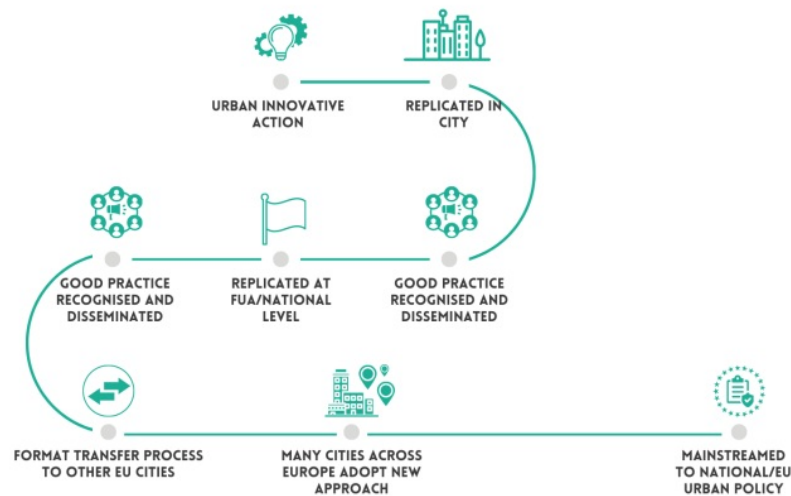 URBAN INNOVATIVE
ACTION
REPLICATED IN
CITY
GOOD PRACTICE
RECOGNISED AND
DISSEMINATED
REPLICATED AT
FUA/NATIONAL
LEVEL
GOOD PRACTICE
RECOGNISED AND
DISSEMINATED
FORMAT TRANSFER PROCESS
TO OTHER EU CITIES
MANY CITIES ACROSS
EUROPE ADOPT NEW
APPROACH
MAINSTREAMED
TO NATIONAL/EU
URBAN POLICY